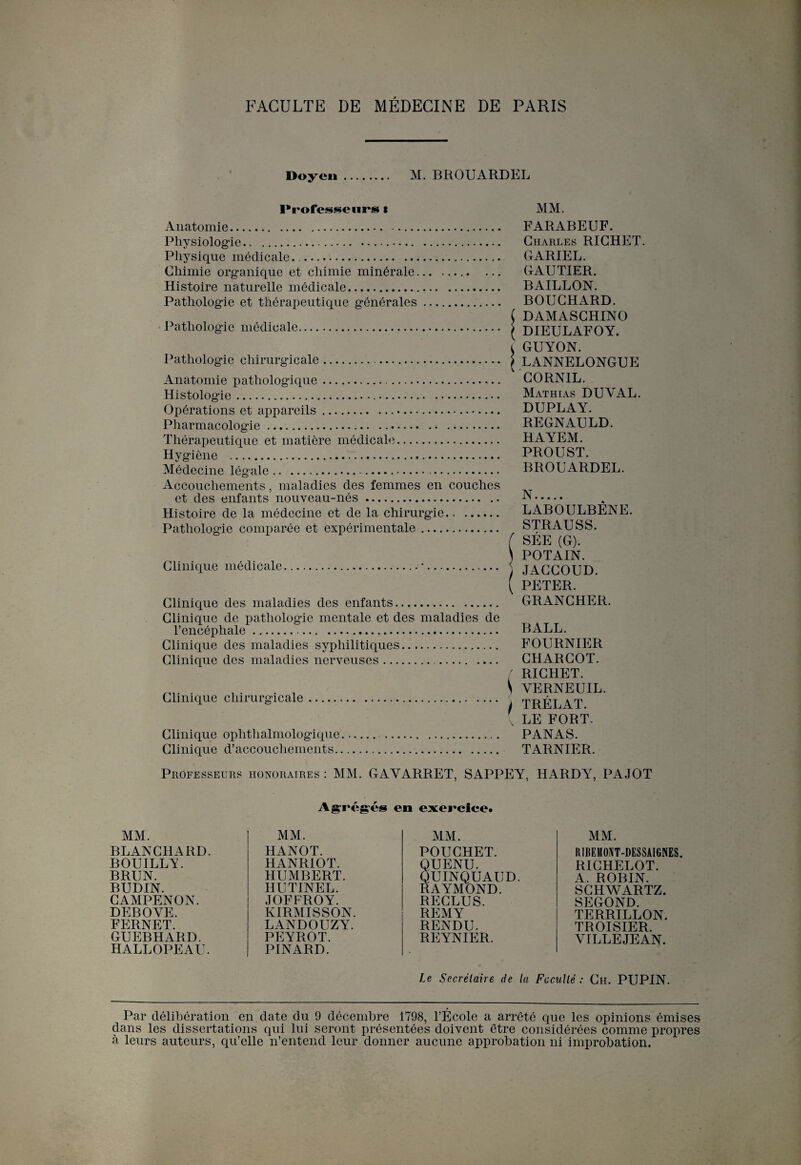 FACULTE DE MÉDECINE DE PARIS
Doyen ........ M. BROUARDEL
Professeurs : MM.
Anatomie.......................... FARABEUF.
Physiologie.......................... CHARLES RICHET.
Physique médicale.......................... GARIEL.
Chimie organique et chimie minérale.......................... GAUTIER.
Histoire naturelle médicale.......................... BAILLON.
Pathologie et thérapeutique générales .......................... BOUCHARD.
Pathologie médicale.......................... { DAMASCHINO
DIEULAFOY.
Pathologie chirurgicale .......................... { GUYON.
LANNELONGUE
Anatomie pathologique .......................... CORNIL.
Histologie .......................... MATHIAS DUVAL.
Opérations et appareils .......................... DUPLAY.
Pharmacologie .......................... REGNAULD.
Thérapeutique et matière médicale.......................... HAYEM.
Hygiène .......................... PROUST.
Médecine légale .......................... BROUARDEL.
Accouchements, maladies des femmes en couches
et des enfants nouveau-nés .......................... N.....
Histoire de la médecine et de la chirurgie.......................... LABOULBÈNE.
Pathologie comparée et expérimentale .......................... STRAUSS.
Clinique médicale.......................... { SÉE (G).
POTAIN.
JACCOUD.
PETER.
Clinique des maladies des enfants.......................... GRANCHER.
Clinique de pathologie mentale et des maladies de
l'encéphale .......................... BALL.
Clinique des maladies syphilitiques.......................... FOURNIER
Clinique des maladies nerveuses .......................... CHARCOT.
Clinique chirurgicale .......................... { RICHET.
VERNEUIL.
TRÉLAT.
LE FORT.
Clinique ophthalmologique.......................... PANAS.
Clinique d'accouchements.......................... TARNIER.
PROFESSEURS HONORAIRES : MM. GAVARRET, SAPPEY, HARDY, PAJOT
Agrégés en exercice.
MM.
BLANCHARD.
BOUILLY.
BRUN.
BUDIN.
CAMPENON.
DEBOVE.
FERNET.
GUEBHARD.
HALLOPEAU.
MM.
HANOT.
HANRIOT.
HUMBERT.
HUTINEL.
JOFFROY.
KIRMISSON.
LANDOUZY.
PEYROT.
PINARD.
MM.
POUCHET.
QUENU.
QUINQUAUD.
RAYMOND.
RECLUS.
REMY
RENDU.
REYNIER.
MM.
RIBEMONT-DESSAIGNES.
RICHELOT.
A. ROBIN.
SCHWARTZ.
SEGOND.
TERRILLON.
TROISIER.
VILLEJEAN.
Le Secrétaire de la Faculté : CH. PUPIN.
Par délibération en date du 9 décembre 1798, l'École a arrêté que les opinions émises
dans les dissertations qui lui seront présentées doivent être considérées comme propres
à leurs auteurs, qu'elle n'entend leur donner aucune approbation ni improbation.